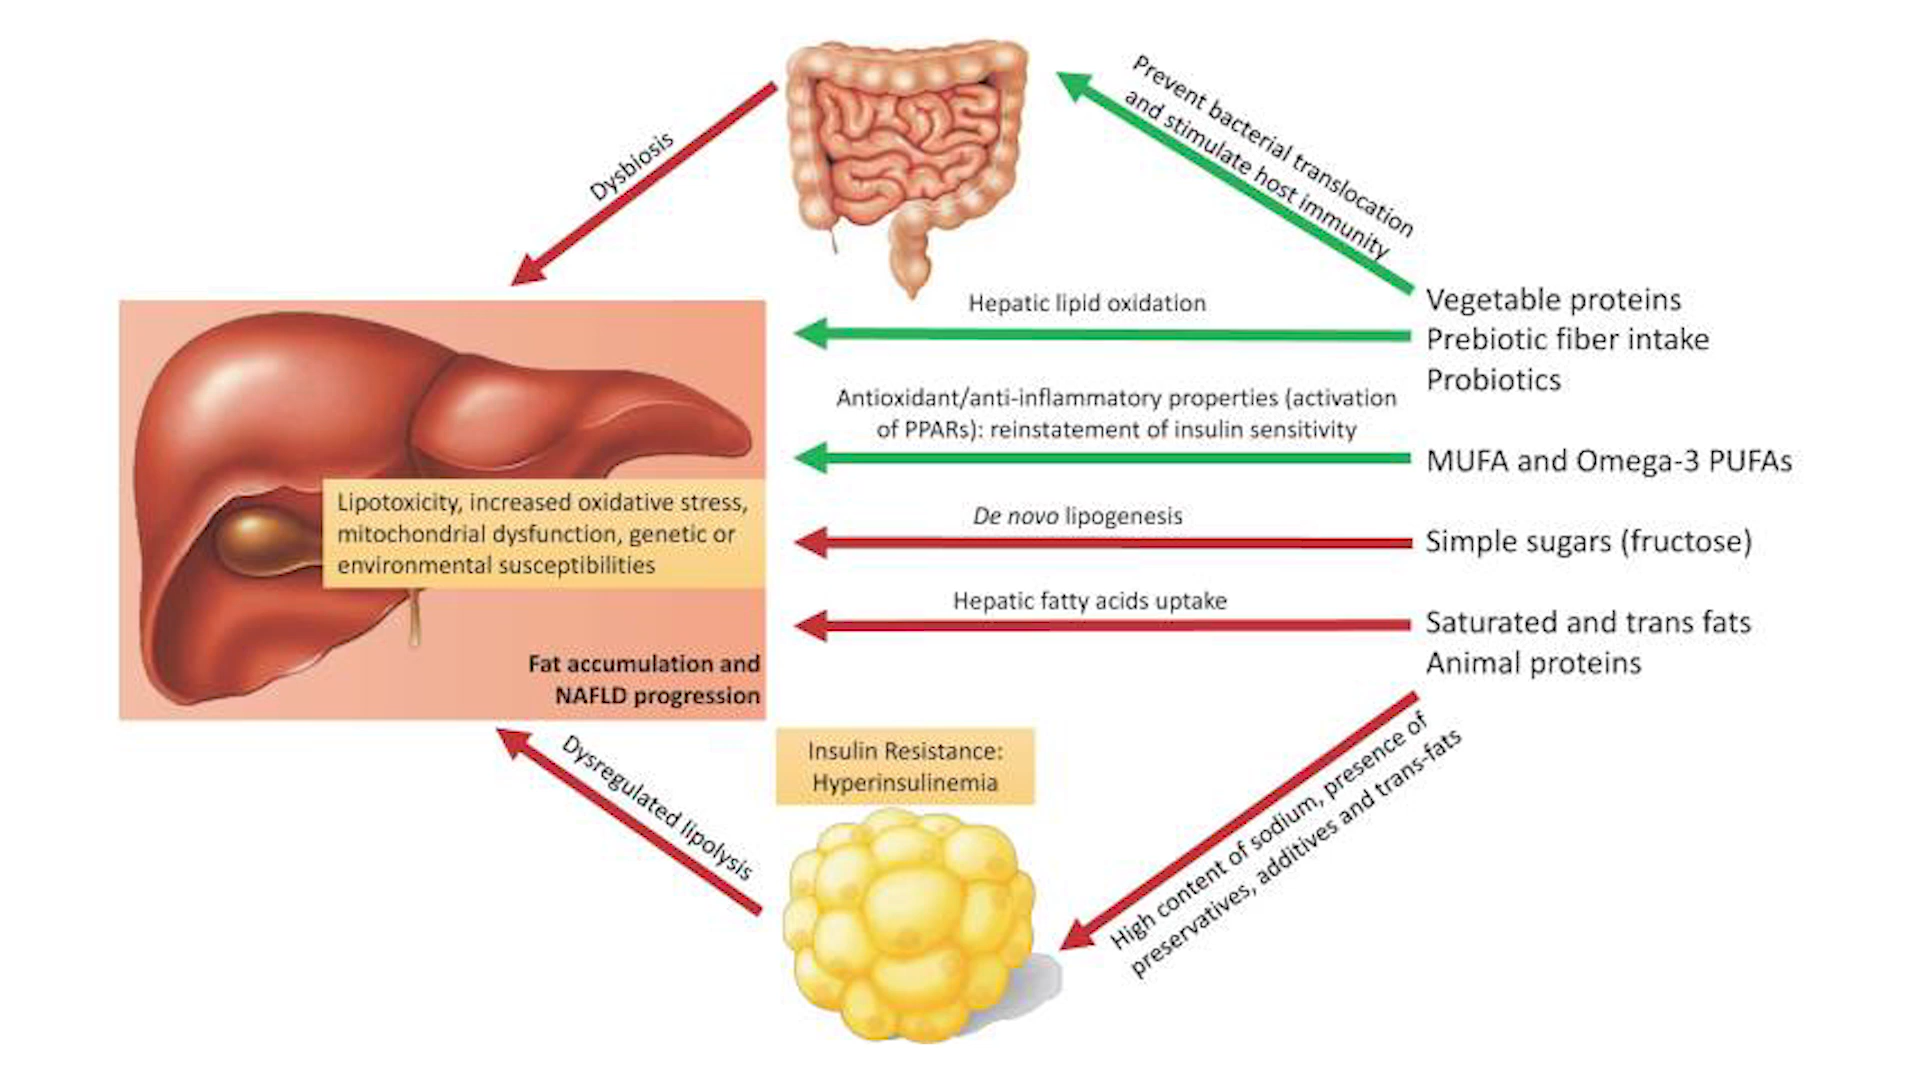 Dysbiosis
Prevent bacterial translocation
and stimulate host immunity
Hepatic lipid oxidation
Vegetable proteins
Prebiotic fiber intake
Probiotics
Antioxidant/anti-inflammatory properties (activation
of PPARs): reinstatement of insulin sensitivity
MUFA and Omega-3 PUFAs
De novo lipogenesis
Simple sugars (fructose)
Hepatic fatty acids uptake
Saturated and trans fats
Animal proteins
Lipotoxicity, increased oxidative stress,
mitochondrial dysfunction, genetic or
environmental susceptibilities
Fat accumulation and
NAFLD progression
Dysregulated lipolysis
Insulin Resistance:
Hyperinsulinemia
High content of sodium, presence of
preservatives, additives and trans-fats